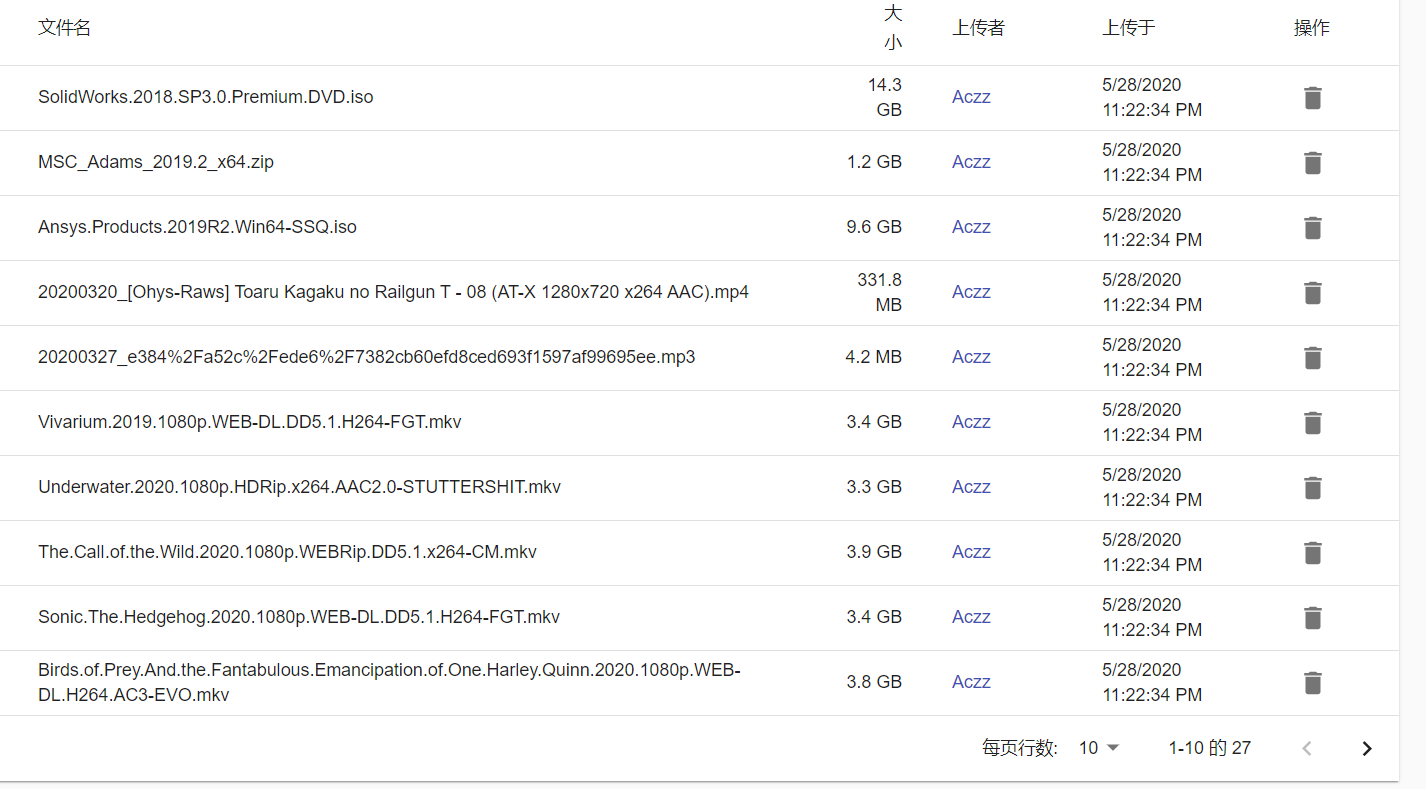 文件名
大
小
上传者
上传于
操作
SolidWorks.2018.SP3.0.Premium.DVD.iso
14.3
GB
Aczz
5/28/2020
11:22:34 PM
MSC_Adams_2019.2_x64.zip
1.2 GB
Aczz
5/28/2020
11:22:34 PM
Ansys.Products.2019R2.Win64-SSQ.iso
9.6 GB
Aczz
5/28/2020
11:22:34 PM
20200320_[Ohys-Raws] Toaru Kagaku no Railgun T - 08 (AT-X 1280x720 x264 AAC).mp4
331.8
MB
Aczz
5/28/2020
11:22:34 PM
20200327_e384%2Fa52c%2Fede6%2F7382cb60efd8ced693f1597af99695ee.mp3
4.2 MB
Aczz
5/28/2020
11:22:34 PM
Vivarium.2019.1080p.WEB-DL.DD5.1.H264-FGT.mkv
3.4 GB
Aczz
5/28/2020
11:22:34 PM
Underwater.2020.1080p.HDRip.x264.AAC2.0-STUTTERSHIT.mkv
3.3 GB
Aczz
5/28/2020
11:22:34 PM
The.Call.of.the.Wild.2020.1080p.WEBRip.DD5.1.x264-CM.mkv
3.9 GB
Aczz
5/28/2020
11:22:34 PM
Sonic.The.Hedgehog.2020.1080p.WEB-DL.DD5.1.H264-FGT.mkv
3.4 GB
Aczz
5/28/2020
11:22:34 PM
Birds.of.Prey.And.the.Fantabulous.Emancipation.of.One.Harley.Quinn.2020.1080p.WEB-
DL.H264.AC3-EVO.mkv
3.8 GB
Aczz
5/28/2020
11:22:34 PM
每页行数: 10 1-10 的 27